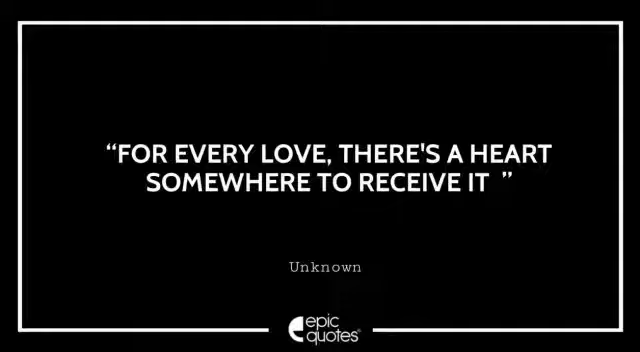 “FOR EVERY LOVE, THERE'S A HEART
SOMEWHERE TO RECEIVE IT ”
Unknown
epic
quotes®